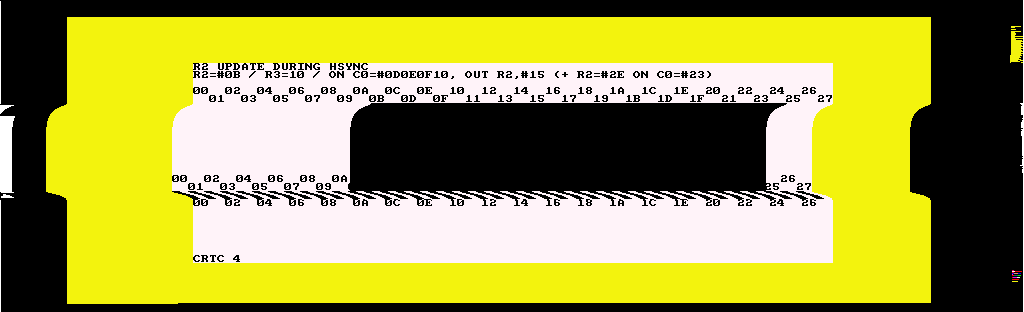 R2 UPDATE DURING HSYNC
R2=#0B / R3=10 / ON C0=#0D0E0F10, OUT R2,#15 (+ R2=#2E ON C0=#23)
00 02 04 06 08 0A 0C 0E 10 12 14 16 18 1A 1C 1E 20 22 24 26
01 03 05 07 09 0B 0D 0F 11 13 15 17 19 1B 1D 1F 21 23 25 27
00 02 04 06 08 0A 26
01 03 05 07 09 25 27
00 02 04 06 08 0A 0C 0E 10 12 14 16 18 1A 1C 1E 20 22 24 26
CRTC 4